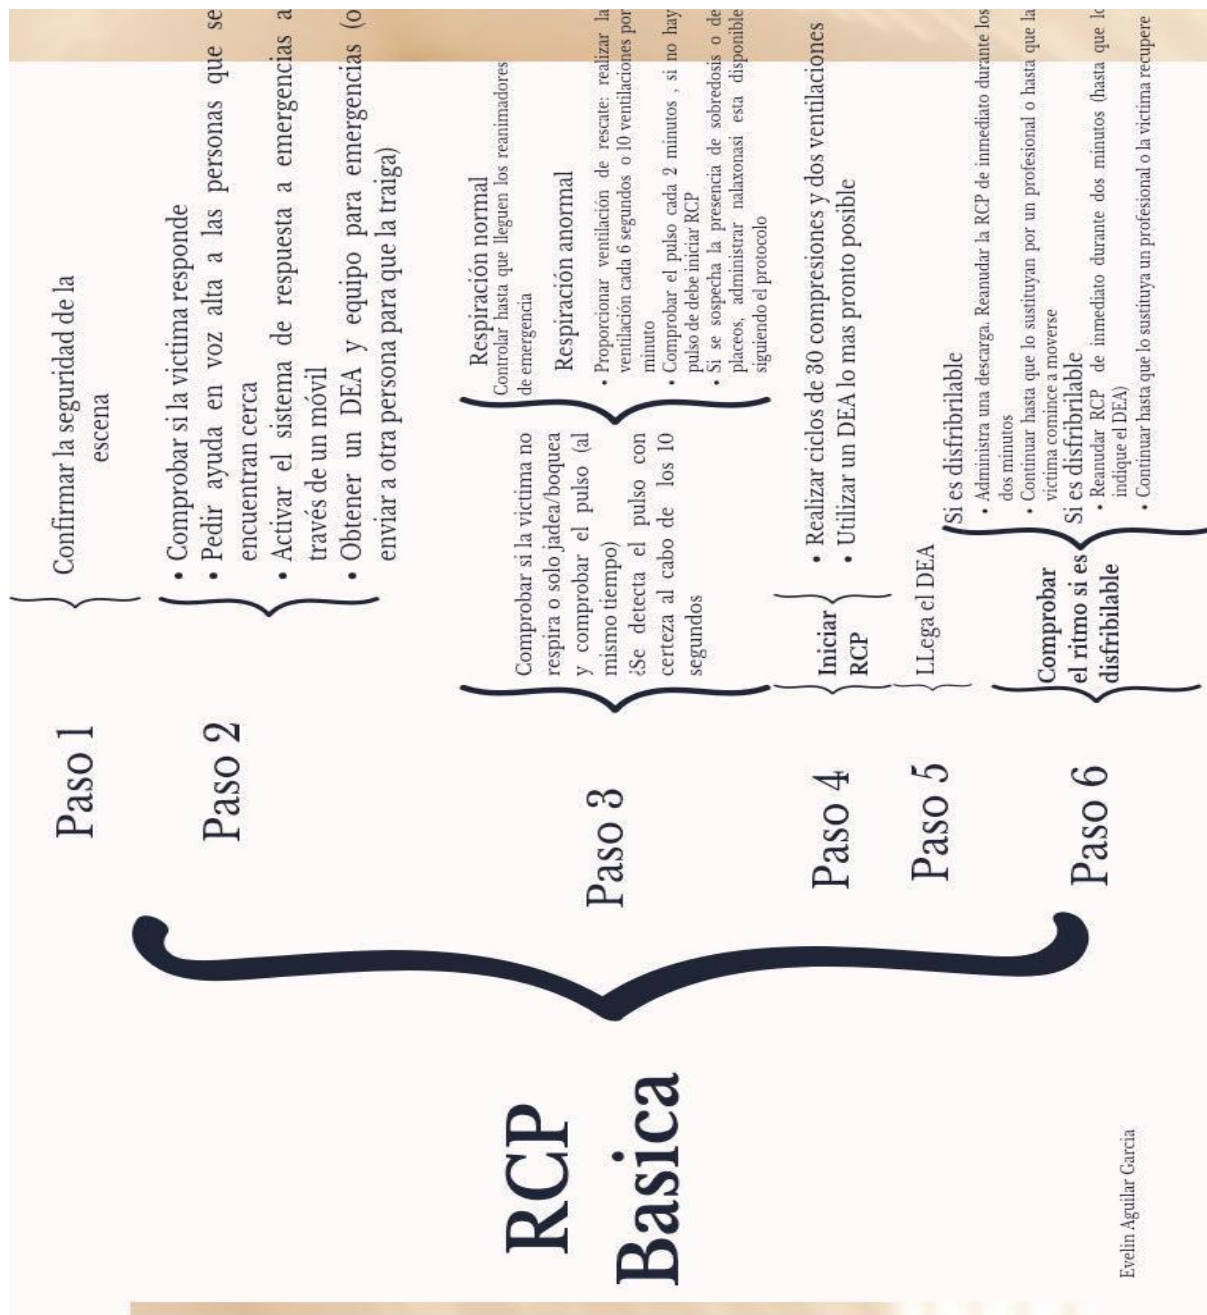 RCP
Basica
Paso 1
Confirmar la seguridad de la
escena
Paso 2
• Comprobar si la victima responde
• Pedir ayuda en voz alta a las personas que se
encuentran cerca
• Activar el sistema de respuesta a emergencias a
través de un móvil
• Obtener un DEA y equipo para emergencias (o
enviar a otra persona para que la traiga)
Paso 3
Comprobar si la victima no
respira o solo jadea/boquea
y comprobar el pulso (al
mismo tiempo)
¿Se detecta el pulso con
certeza al cabo de los 10
segundos
Respiración normal
Controlar hasta que lleguen los reanimadores
de emergencia
Respiración anormal
• Proporcionar ventilación de rescate: realizar la
ventilación cada 6 segundos o 10 ventilaciones por
minuto
• Comprobar el pulso cada 2 minutos , si no hay
pulso de debe iniciar RCP
• Si se sospecha la presencia de sobredosis o de
placeos, administrar nalaxonasi esta disponible
siguiendo el protocolo
Paso 4
Iniciar
RCP
• Realizar ciclos de 30 compresiones y dos ventilaciones
• Utilizar un DEA lo mas pronto posible
Paso 5
LLega el DEA
Paso 6
Comprobar
el ritmo si es
disfribilable
Si es disfribrilable
• Administra una descarga. Reanudar la RCP de inmediato durante los
dos minutos
• Continuar hasta que lo sustituyan por un profesional o hasta que la
victima comince a moverse
Si es disfribrilable
• Reanudar RCP de inmediato durante dos minutos (hasta que lo
indique el DEA)
• Continuar hasta que lo sustituya un profesional o la victima recupere
Evelin Aguilar Garcia